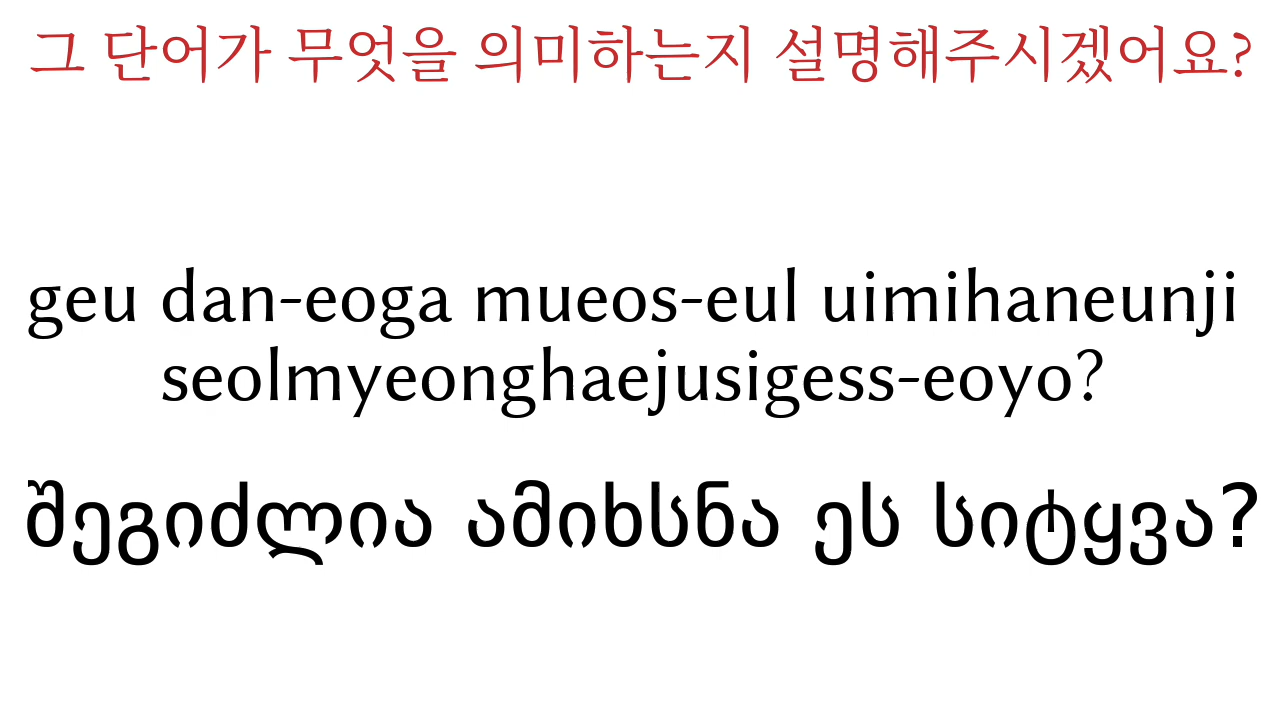 그 단어가 무엇을 의미하는지 설명해주시겠어요?
geu dan-eoga mueos-eul uimihaneunji
seolmyeonghaejusigess-eoyo?
შეგიძლია ამიხსნა ეს სიტყვა?